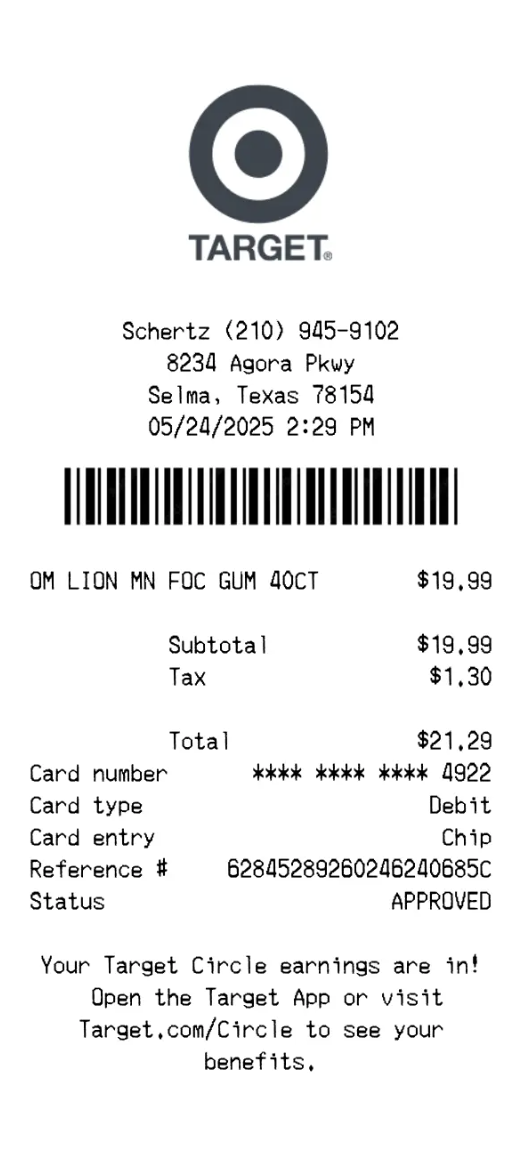 TARGET®
Schertz (210) 945-9102
8234 Agora Pkwy
Selma, Texas 78154
05/24/2025 2:29 PM
OM LION MN FOC GUM 40CT $19.99
Subtotal $19.99
Tax $1.30
Total $21.29
Card number **** **** **** 4922
Card type Debit
Card entry Chip
Reference # 62845289260246240685C
Status APPROVED
Your Target Circle earnings are in!
Open the Target App or visit
Target.com/Circle to see your
benefits.